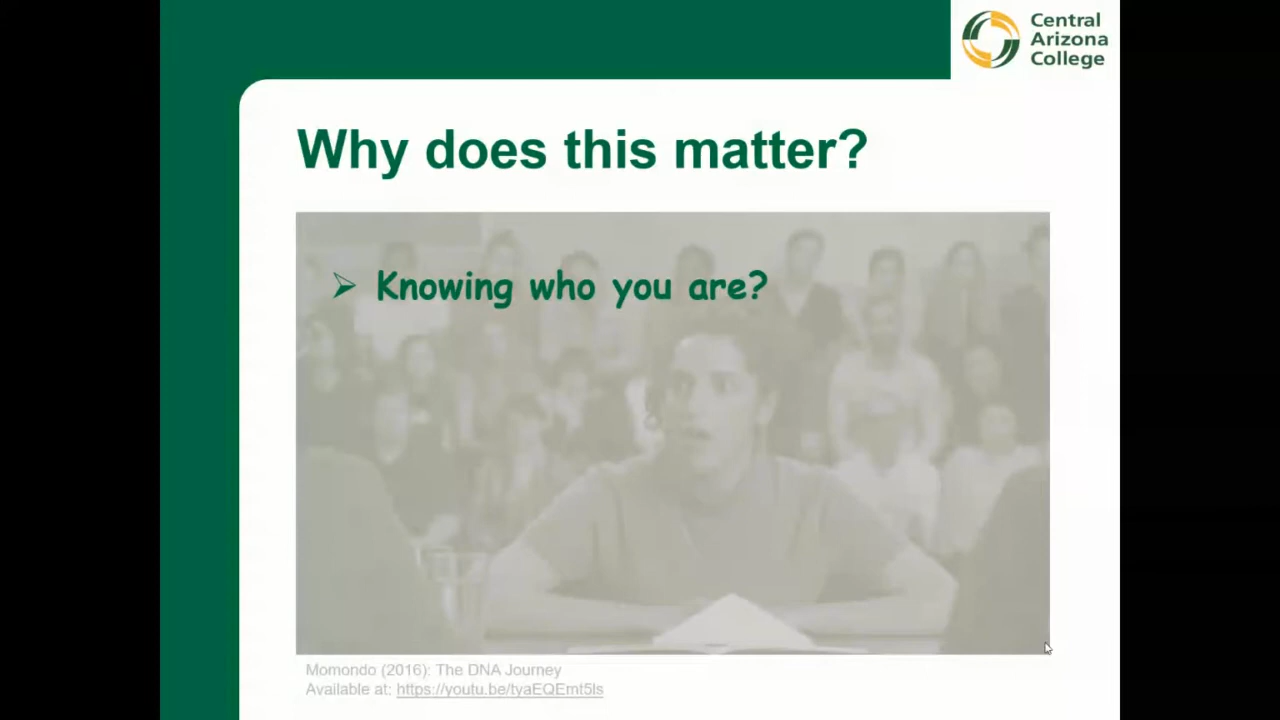 Central
Arizona
College
Why does this matter?
➢ Knowing who you are?
Momondo (2016): The DNA Journey
Available at: https://youtu.be/tyaEQEmt5ls